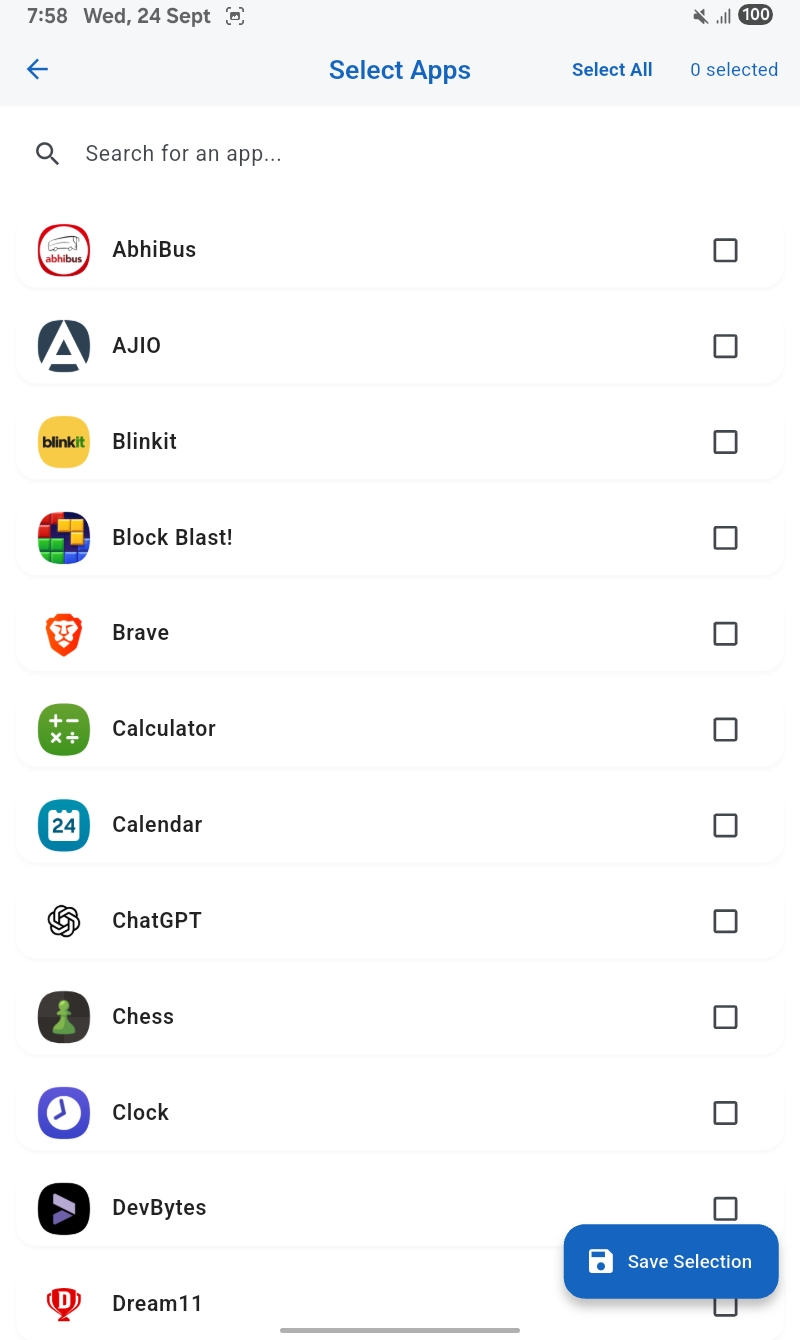 7:58 Wed, 24 Sept 100
Select Apps Select All 0 selected
Search for an app...
abhibus AbhiBus
AJIO
blinkit Blinkit
Block Blast!
Brave
Calculator
24 Calendar
ChatGPT
Chess
Clock
DevBytes
Save Selection
D Dream11